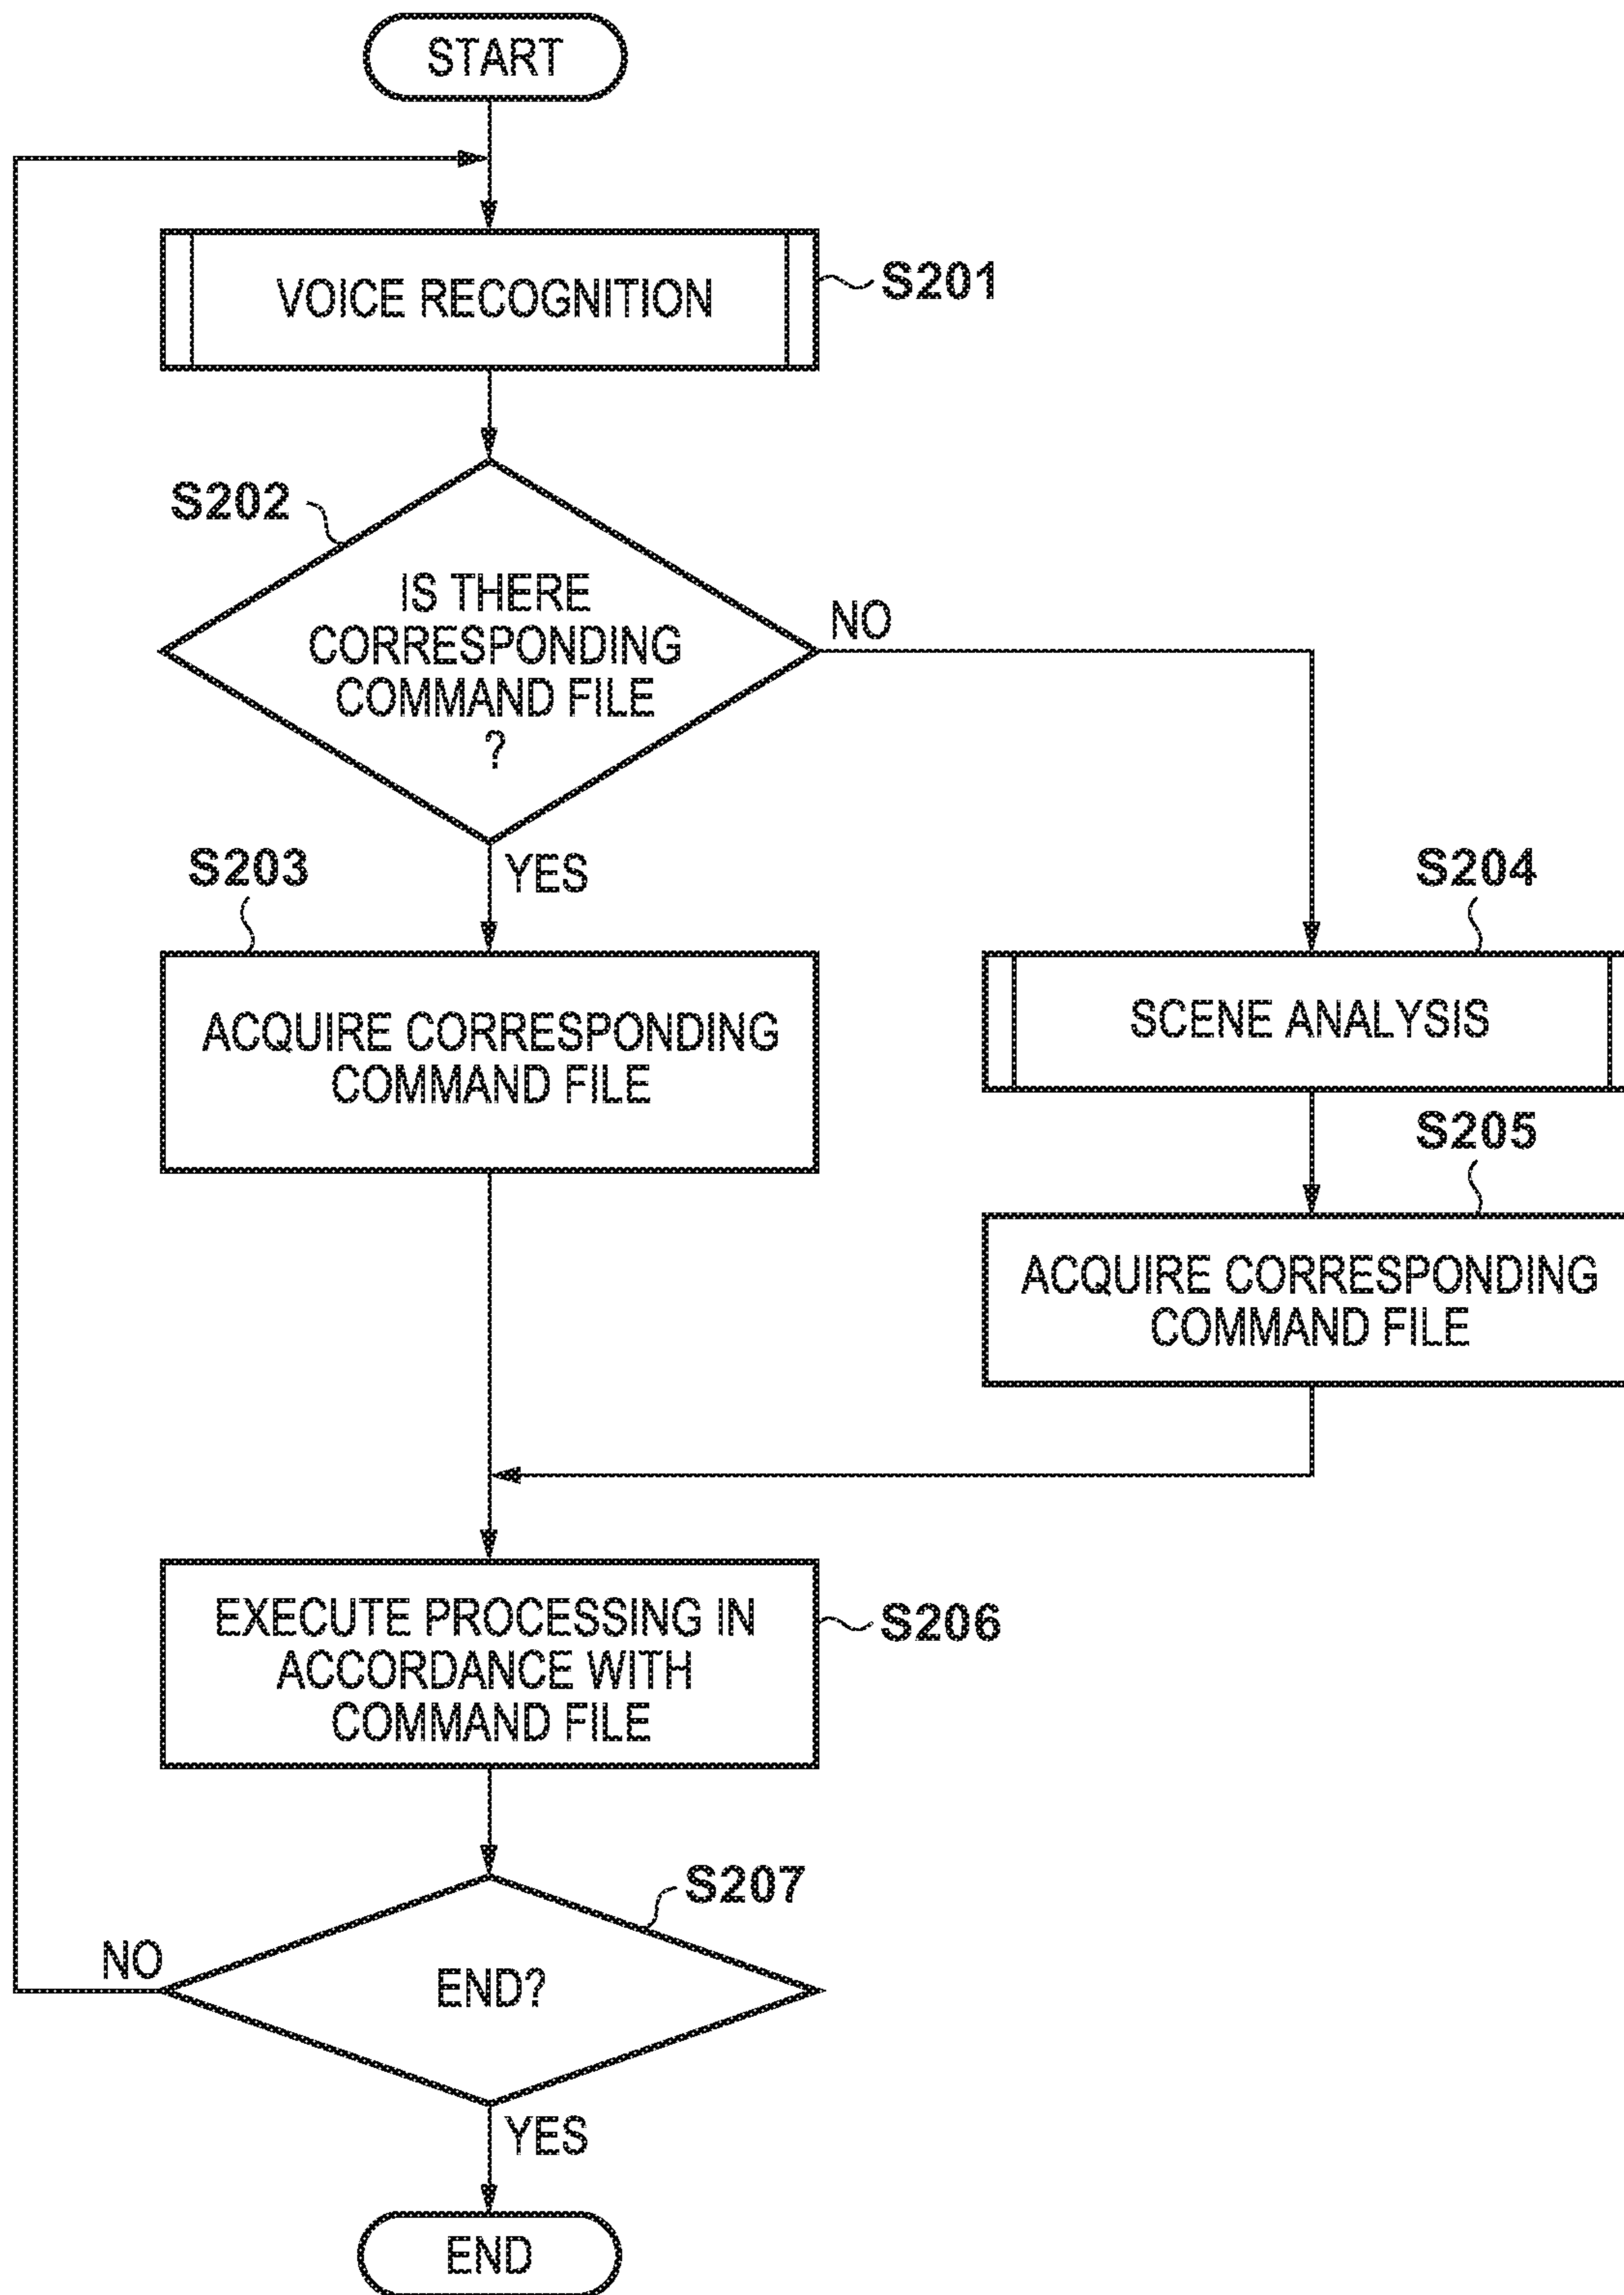 START
VOICE RECOGNITION
S201
S202
IS THERE
CORRESPONDING
COMMAND FILE
?
NO
YES
S203
ACQUIRE CORRESPONDING
COMMAND FILE
S204
SCENE ANALYSIS
S205
ACQUIRE CORRESPONDING
COMMAND FILE
EXECUTE PROCESSING IN
ACCORDANCE WITH
COMMAND FILE
S206
S207
END?
NO
YES
END